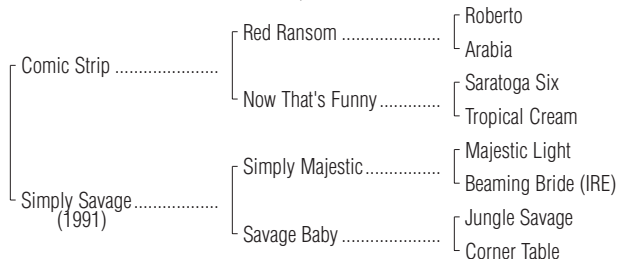 Roberto
Red Ransom ......................
Arabia
Comic Strip ......................
Saratoga Six
Now That's Funny .............
Tropical Cream
Majestic Light
Simply Majestic ................
Beaming Bride (IRE)
Simply Savage ..................
(1991)
Jungle Savage
Savage Baby ....................
Corner Table